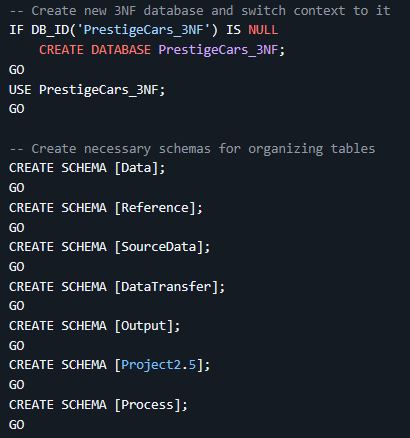 -- Create new 3NF database and switch context to it
IF DB_ID('PrestigeCars_3NF') IS NULL
    CREATE DATABASE PrestigeCars_3NF;
GO
USE PrestigeCars_3NF;
GO

-- Create necessary schemas for organizing tables
CREATE SCHEMA [Data];
GO
CREATE SCHEMA [Reference];
GO
CREATE SCHEMA [SourceData];
GO
CREATE SCHEMA [DataTransfer];
GO
CREATE SCHEMA [Output];
GO
CREATE SCHEMA [Project2.5];
GO
CREATE SCHEMA [Process];
GO